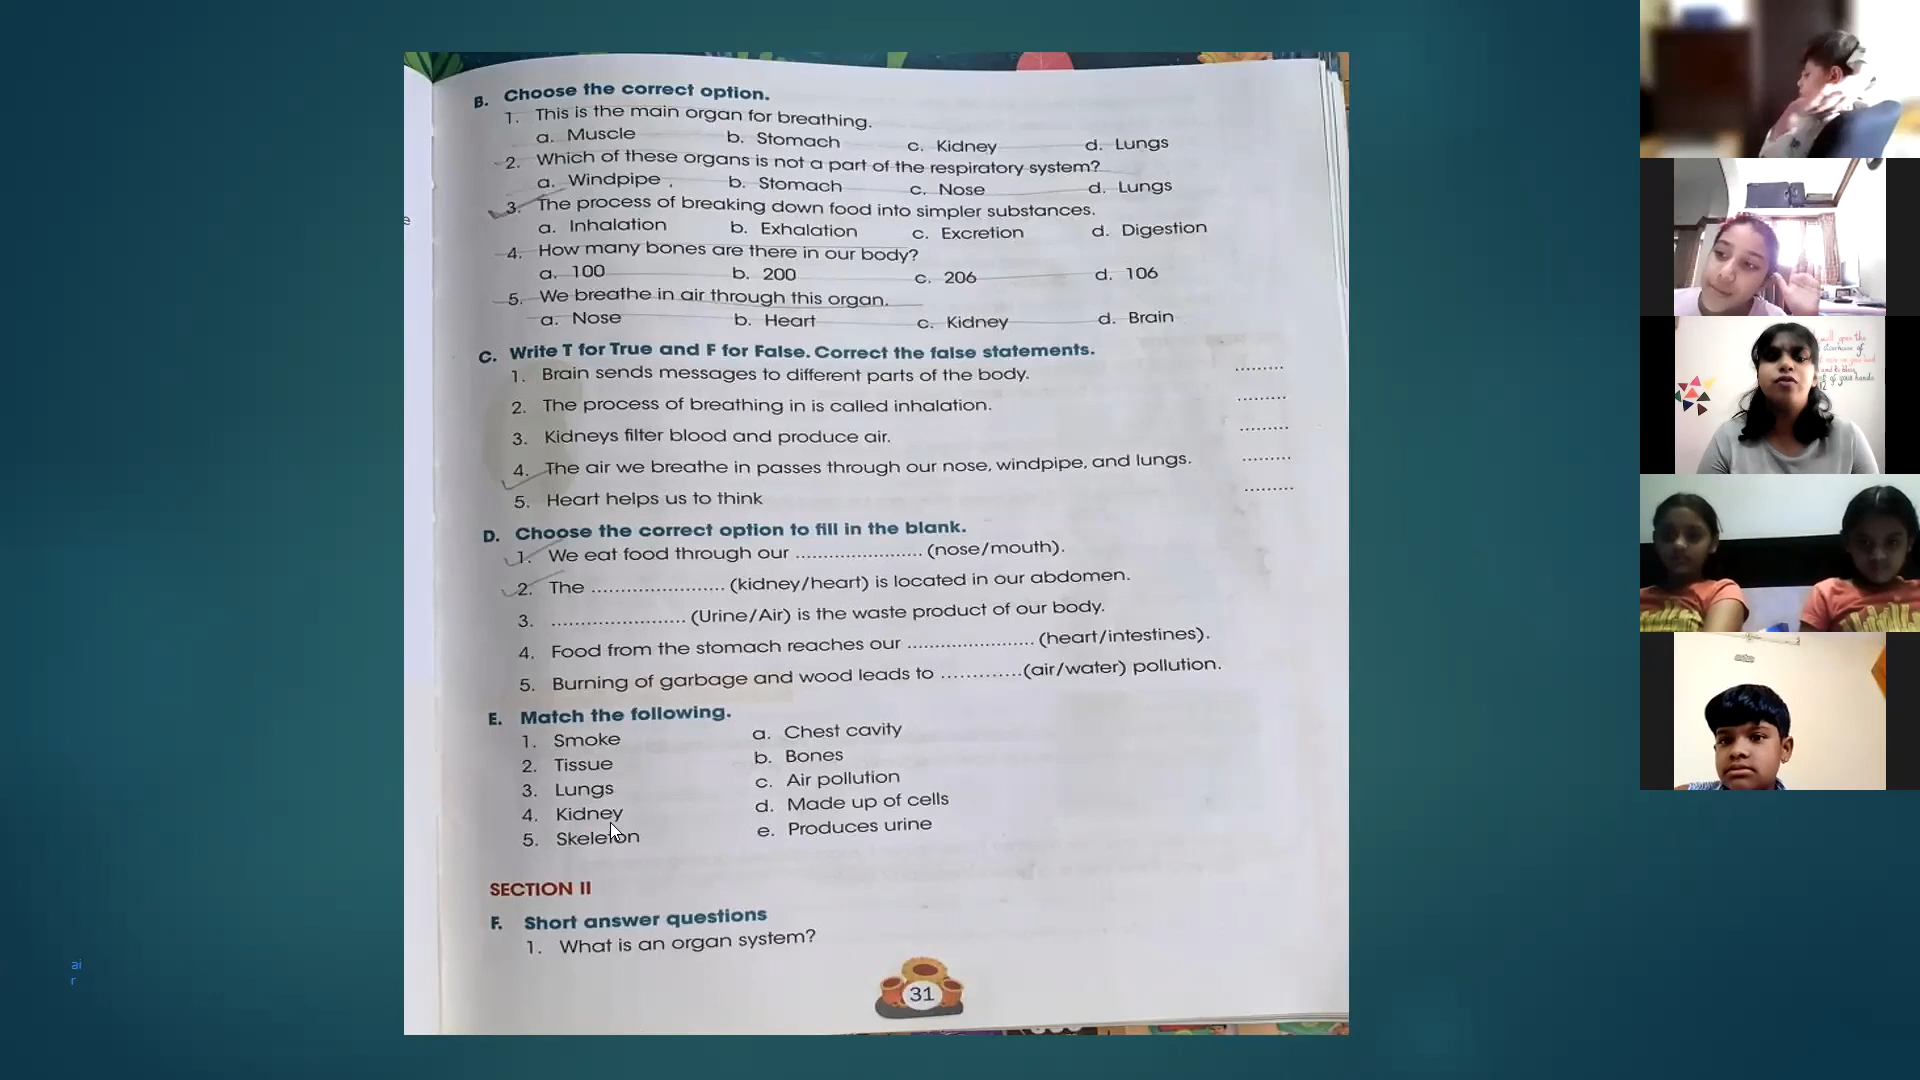 B. Choose the correct option.
1. This is the main organ for breathing.
a. Muscle b. Stomach c. Kidney d. Lungs
2. Which of these organs is not a part of the respiratory system?
a. Windpipe b. Stomach c. Nose d. Lungs
3. The process of breaking down food into simpler substances.
a. Inhalation b. Exhalation c. Excretion d. Digestion
4. How many bones are there in our body?
a. 100 b. 200 c. 206 d. 106
5. We breathe in air through this organ.
a. Nose b. Heart c. Kidney d. Brain
C. Write T for True and F for False. Correct the false statements.
1. Brain sends messages to different parts of the body. .........
2. The process of breathing in is called inhalation. .........
3. Kidneys filter blood and produce air. .........
4. The air we breathe in passes through our nose, windpipe, and lungs. .........
5. Heart helps us to think .........
D. Choose the correct option to fill in the blank.
1. We eat food through our ....................... (nose/mouth).
2. The ........................ (kidney/heart) is located in our abdomen.
3. ........................ (Urine/Air) is the waste product of our body.
4. Food from the stomach reaches our ....................... (heart/intestines).
5. Burning of garbage and wood leads to ..............(air/water) pollution.
E. Match the following.
1. Smoke a. Chest cavity
2. Tissue b. Bones
3. Lungs c. Air pollution
4. Kidney d. Made up of cells
5. Skeleton e. Produces urine
SECTION II
F. Short answer questions
1. What is an organ system?
31
e
ai
r
will open the
storehouse of
of your hands
12